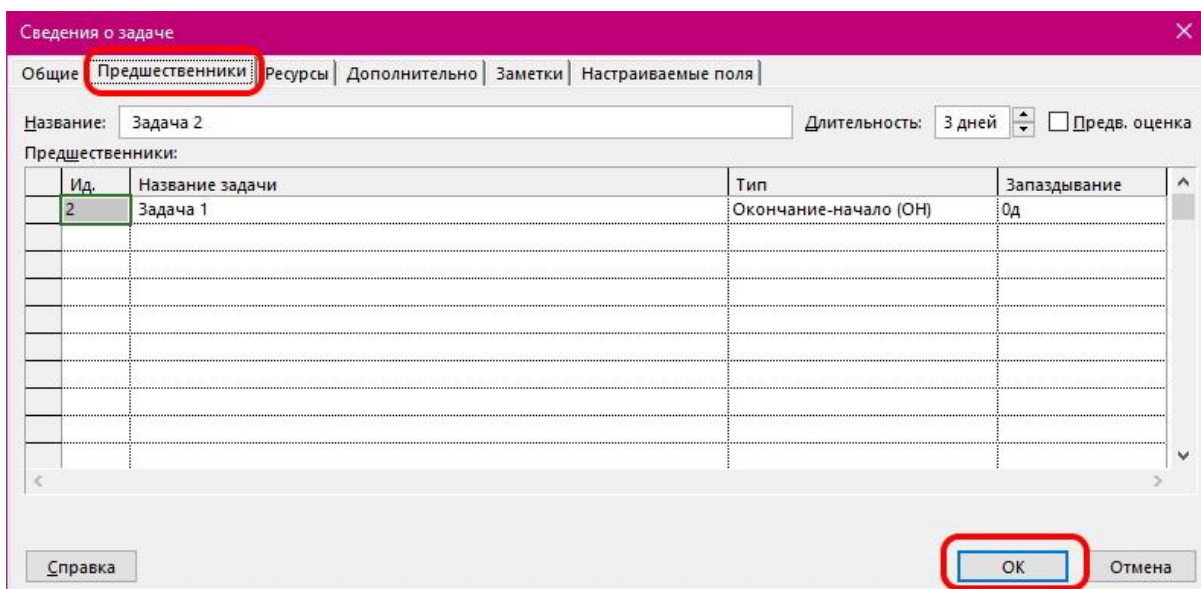 Сведения о задаче
Общие Предшественники Ресурсы Дополнительно Заметки Настраиваемые поля
Название: Задача 2 Длительность: 3 дней Предв. оценка
Предшественники:
Ид. Название задачи Тип Запаздывание
2 Задача 1 Окончание-начало (ОН) 0д
Справка ОК Отмена